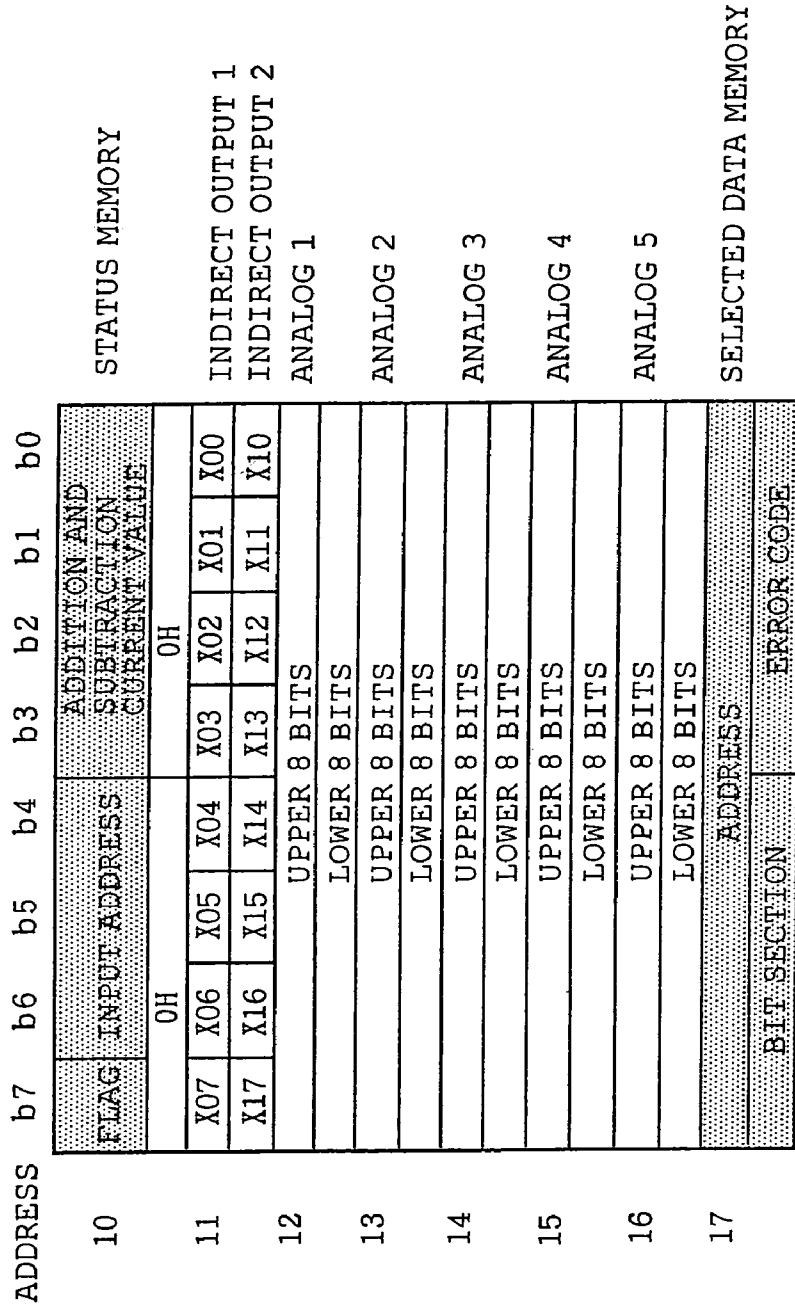 ADDRESS b7 b6 b5 b4 b3 b2 b1 b0
10 FLAG INPUT ADDRESS ADDITION AND STATUS MEMORY
SUBTRACTION
CURRENT VALUE
0H 0H
11 X07 X06 X05 X04 X03 X02 X01 X00 INDIRECT OUTPUT 1
X17 X16 X15 X14 X13 X12 X11 X10 INDIRECT OUTPUT 2
12 UPPER 8 BITS ANALOG 1
LOWER 8 BITS
13 UPPER 8 BITS ANALOG 2
LOWER 8 BITS
14 UPPER 8 BITS ANALOG 3
LOWER 8 BITS
15 UPPER 8 BITS ANALOG 4
LOWER 8 BITS
16 UPPER 8 BITS ANALOG 5
LOWER 8 BITS
17 ADDRESS SELECTED DATA MEMORY
BIT SECTION ERROR CODE